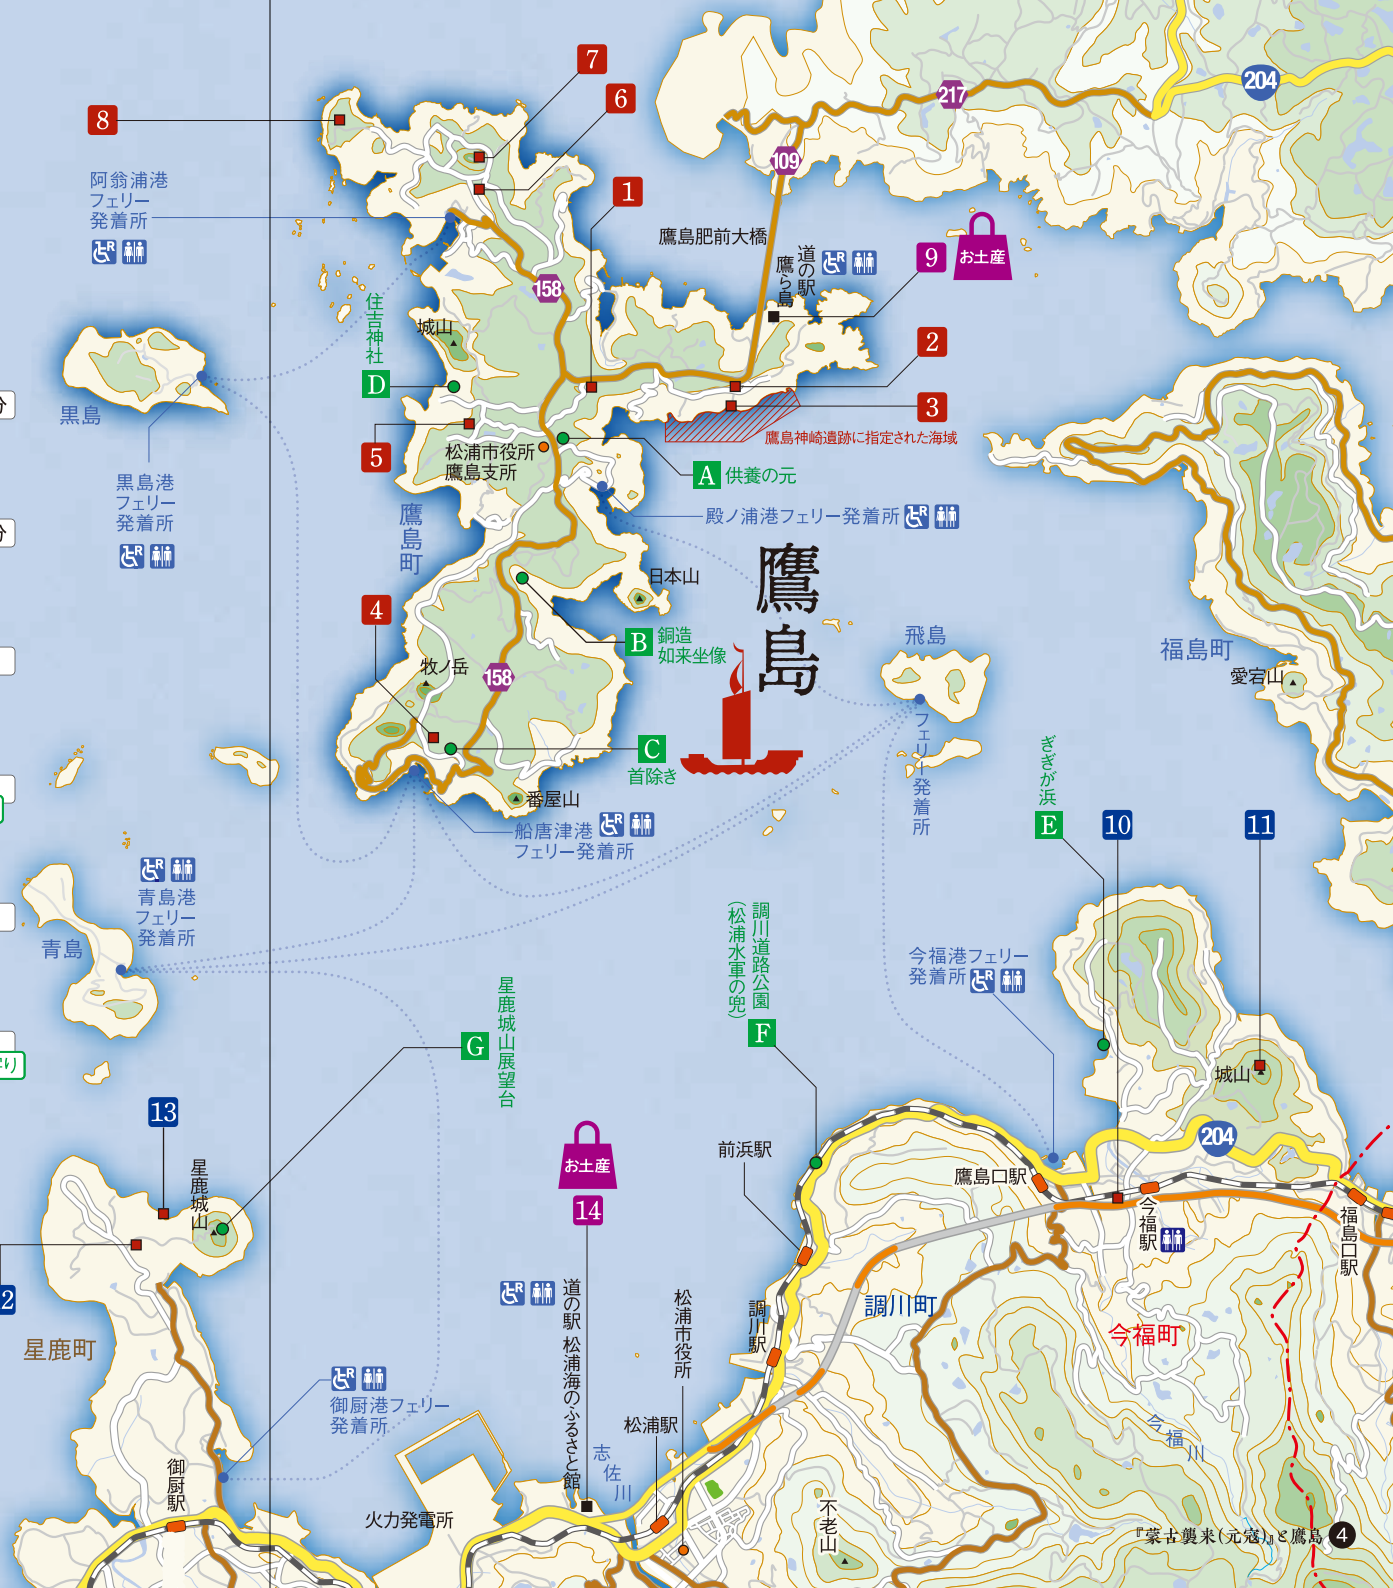 7
6
8
204
217
109
阿翁浦港
フェリー
発着所
1
鷹島肥前大橋
道の駅
鷹ら島
9
お土産
158
住吉神社
城山
D
2
3
鷹島神崎遺跡に指定された海域
黒島
分
5
松浦市役所
鷹島支所
A
供養の元
黒島港
フェリー
発着所
分
鷹島町
殿ノ浦港フェリー発着所
鷹島
日本山
4
B
銅造
如来坐像
飛島
福島町
愛宕山
牧ノ岳
158
フェリー発着所
C
首除き
番屋山
船唐津港
フェリー発着所
ぎぎが浜
E
10
11
青島港
フェリー
発着所
青島
調川道路公園
(松浦水軍の兜)
F
今福港フェリー
発着所
星鹿城山展望台
G
城山
204
13
星鹿城山
お土産
14
前浜駅
鷹島口駅
今福駅
福島口駅
2
星鹿町
道の駅 松浦海のふるさと館
松浦市役所
調川駅
調川町
今福町
御厨港フェリー
発着所
松浦駅
志佐川
今福川
御厨駅
火力発電所
不老山
『蒙古襲来(元寇)』と鷹島 4